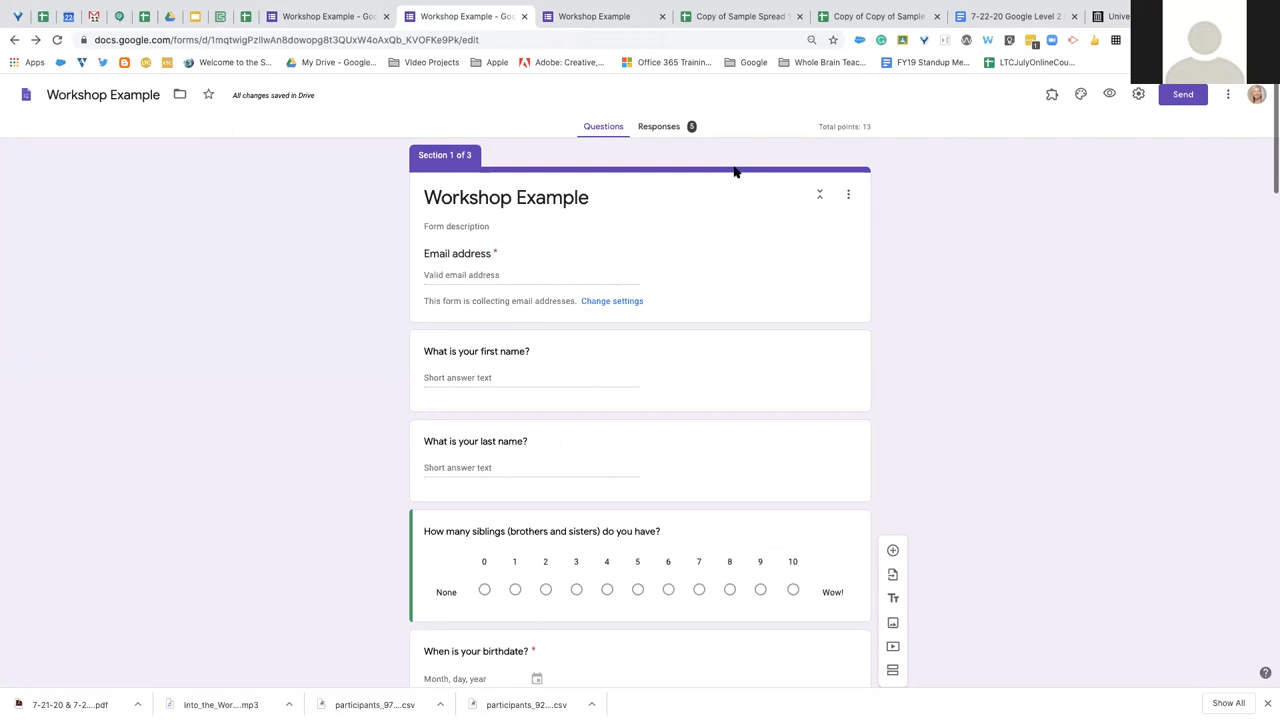 Workshop Example - Goo
Workshop Example - Goo
Workshop Example
Copy of Sample Spread
Copy of Copy of Sample
7-22-20 Google Level 2
Unive
docs.google.com/forms/d/1mqtwigPziIwAn8dowopg8t3QUxW4oAxQb_KVOFKe9Pk/edit
Apps
Welcome to the S...
My Drive - Google...
Video Projects
Apple
Adobe: Creative,...
Office 365 Trainin...
Google
Whole Brain Teac...
FY19 Standup Me...
LTCJulyOnlineCou...
Workshop Example
All changes saved in Drive
Send
Questions
Responses 5
Total points: 13
Section 1 of 3
Workshop Example
Form description
Email address *
Valid email address
This form is collecting email addresses. Change settings
What is your first name?
Short answer text
What is your last name?
Short answer text
How many siblings (brothers and sisters) do you have?
0 1 2 3 4 5 6 7 8 9 10
None Wow!
When is your birthdate? *
Month, day, year
7-21-20 & 7-2....pdf
Into_the_Wor....mp3
participants_97....csv
participants_92....csv
Show All